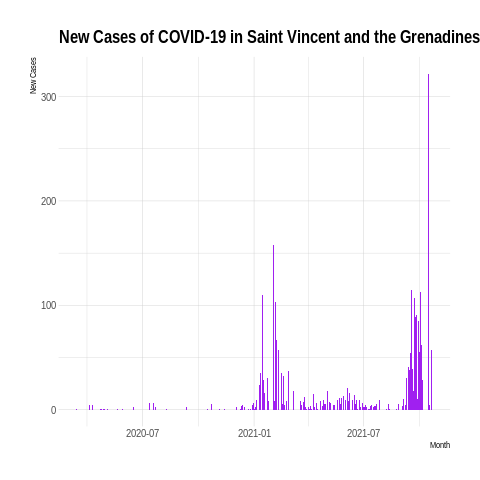 New Cases of COVID-19 in Saint Vincent and the Grenadines
New Cases
300
200
100
0
2020-07 2021-01 2021-07
Month